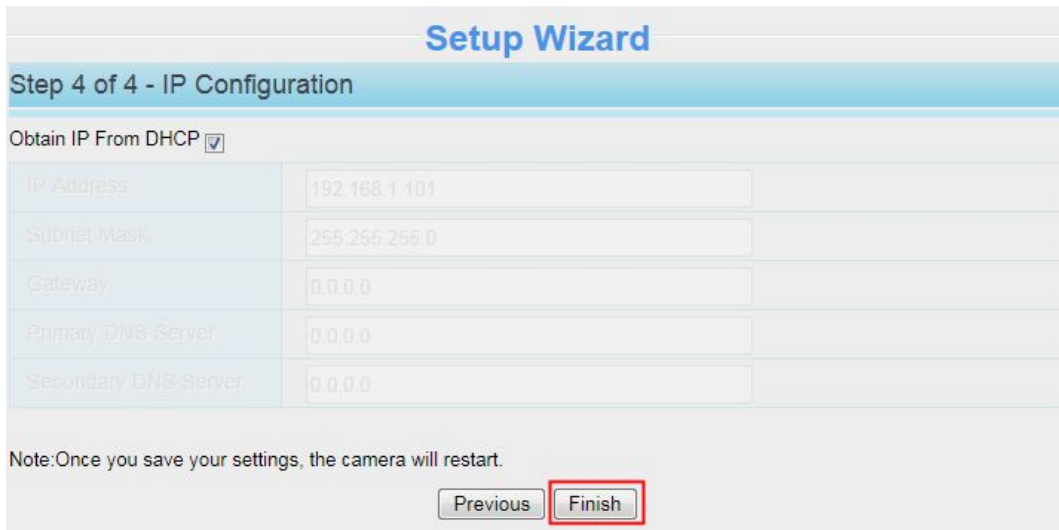 Setup Wizard
Step 4 of 4 - IP Configuration
Obtain IP From DHCP
IP Address 192.168.1.101
Subnet Mask 255.255.255.0
Gateway 0.0.0.0
Primary DNS Server 0.0.0.0
Secondary DNS Server 0.0.0.0
Note:Once you save your settings, the camera will restart.
Previous Finish